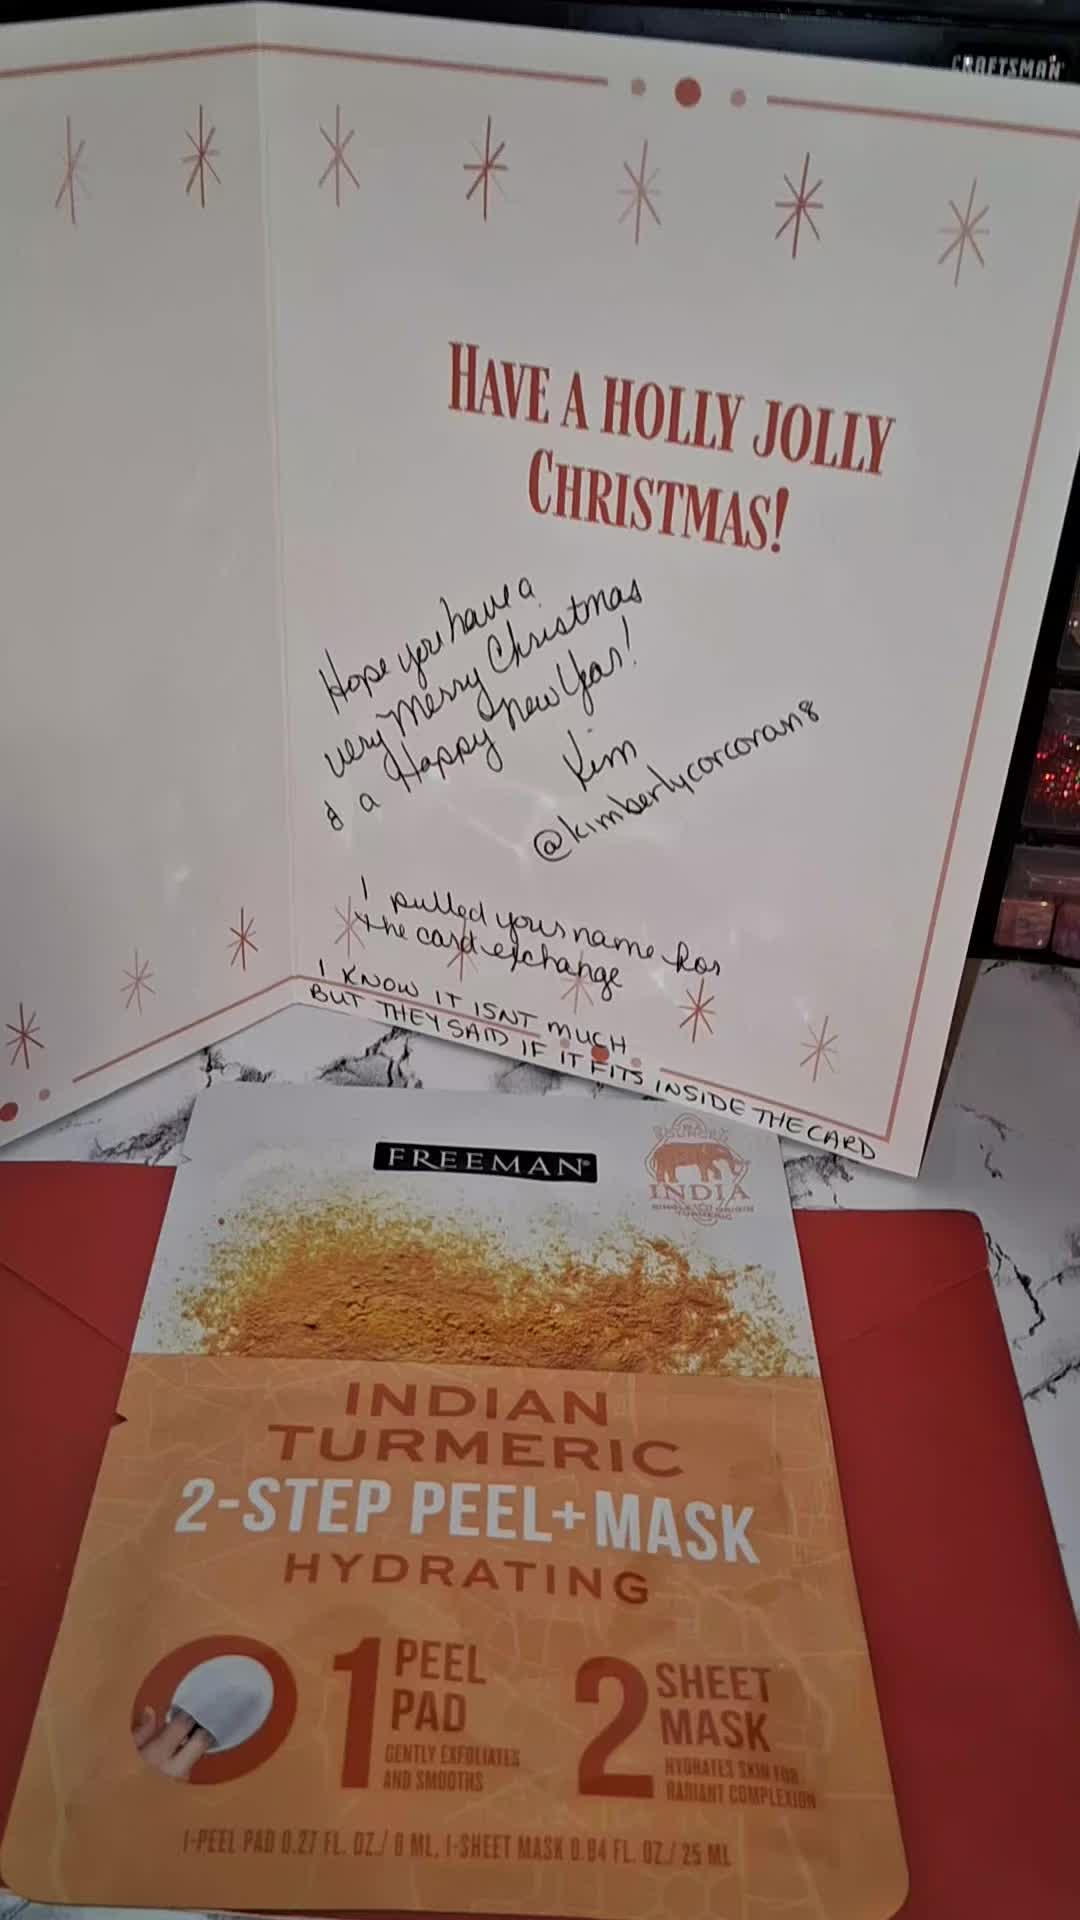 CRAFTSMAN
HAVE A HOLLY JOLLY
CHRISTMAS!
Hope you have a
very Merry Christmas
& a Happy New Year!
Kim
@kimberlycorcoran8
I pulled your name for
the card exchange
I KNOW IT ISNT MUCH
BUT THEY SAID IF IT FITS INSIDE THE CARD
FREEMAN
INDIA
INDIAN
TURMERIC
2-STEP PEEL+MASK
HYDRATING
1 PEEL
PAD
GENTLY EXFOLIATES
AND SMOOTHS
2 SHEET
MASK
HYDRATES SKIN FOR
RADIANT COMPLEXION
1-PEEL PAD 0.27 FL. OZ./ 8 ML, 1-SHEET MASK 0.84 FL. OZ./ 25 ML